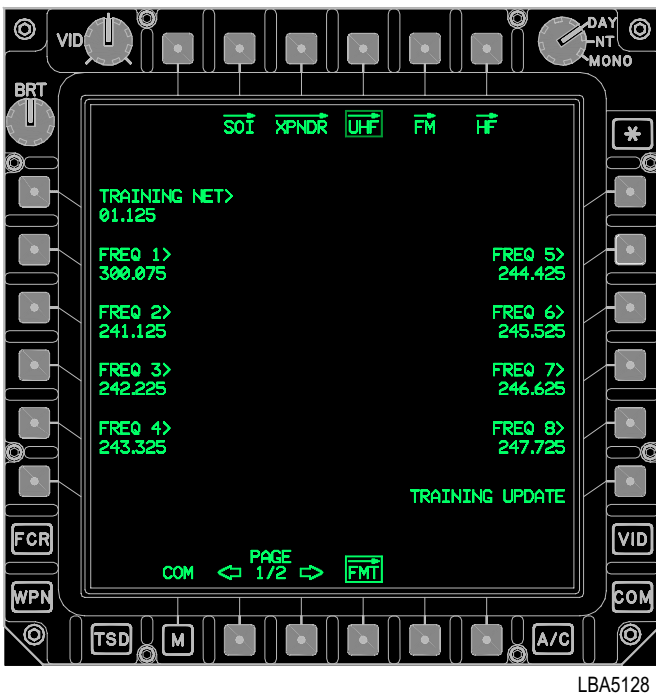 VID
DAY
NT
MONO
BRT
SOI XPNDR UHF FM HF
*
TRAINING NET>
01.125
FREQ 1> FREQ 5>
300.075 244.425
FREQ 2> FREQ 6>
241.125 245.525
FREQ 3> FREQ 7>
242.225 246.625
FREQ 4> FREQ 8>
243.325 247.725
TRAINING UPDATE
FCR VID
PAGE
COM 1/2 FMT
WPN COM
TSD M A/C
LBA5128